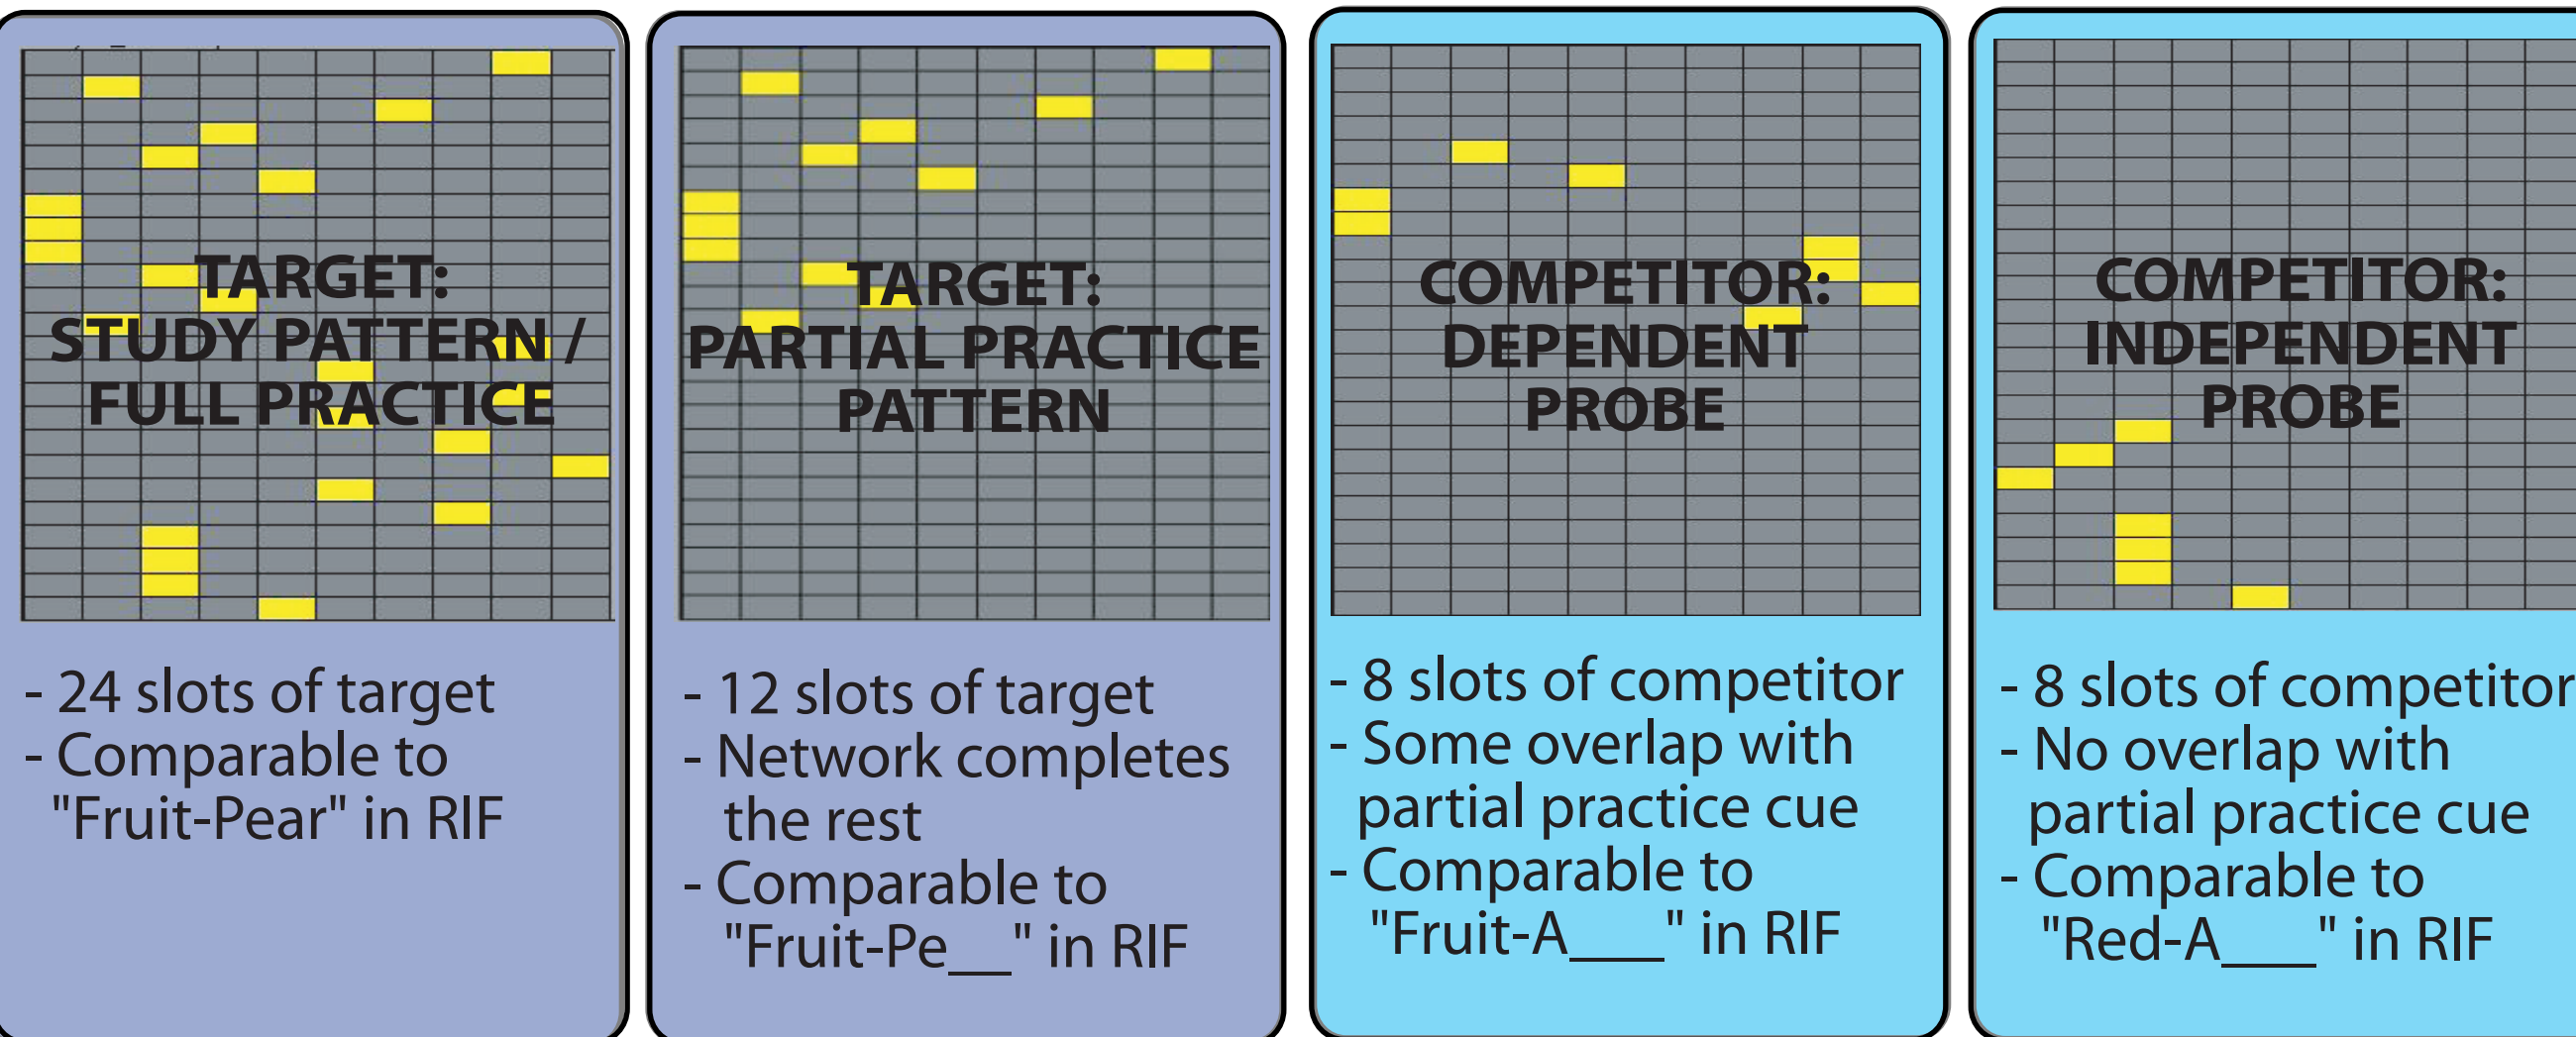 TARGET:
STUDY PATTERN /
FULL PRACTICE
- 24 slots of target
- Comparable to
"Fruit-Pear" in RIF
TARGET:
PARTIAL PRACTICE
PATTERN
- 12 slots of target
- Network completes
the rest
- Comparable to
"Fruit-Pe__" in RIF
COMPETITOR:
DEPENDENT
PROBE
- 8 slots of competitor
- Some overlap with
partial practice cue
- Comparable to
"Fruit-A___" in RIF
COMPETITOR:
INDEPENDENT
PROBE
- 8 slots of competitor
- No overlap with
partial practice cue
- Comparable to
"Red-A___" in RIF